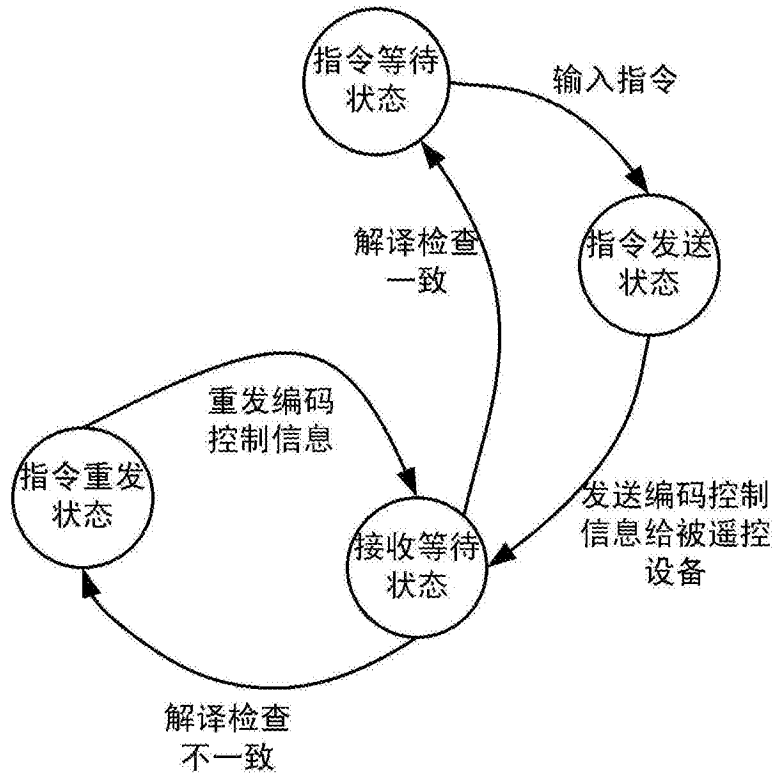 指令等待
状态
输入指令
指令发送
状态
解译检查
一致
重发编码
控制信息
指令重发
状态
发送编码控制
信息给被遥控
设备
接收等待
状态
解译检查
不一致